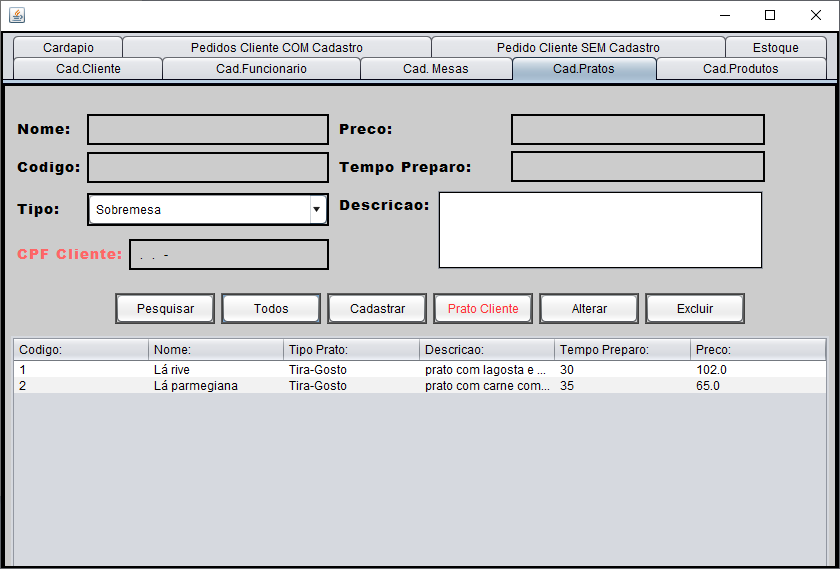 Cardapio Pedidos Cliente COM Cadastro Pedido Cliente SEM Cadastro Estoque
Cad.Cliente Cad.Funcionario Cad. Mesas Cad.Pratos Cad.Produtos
Nome: Preco:
Codigo: Tempo Preparo:
Tipo: Sobremesa Descricao:
CPF Cliente: . . -
Pesquisar Todos Cadastrar Prato Cliente Alterar Excluir
Codigo: Nome: Tipo Prato: Descricao: Tempo Preparo: Preco:
1 Lá rive Tira-Gosto prato com lagosta e ... 30 102.0
2 Lá parmegiana Tira-Gosto prato com carne com... 35 65.0